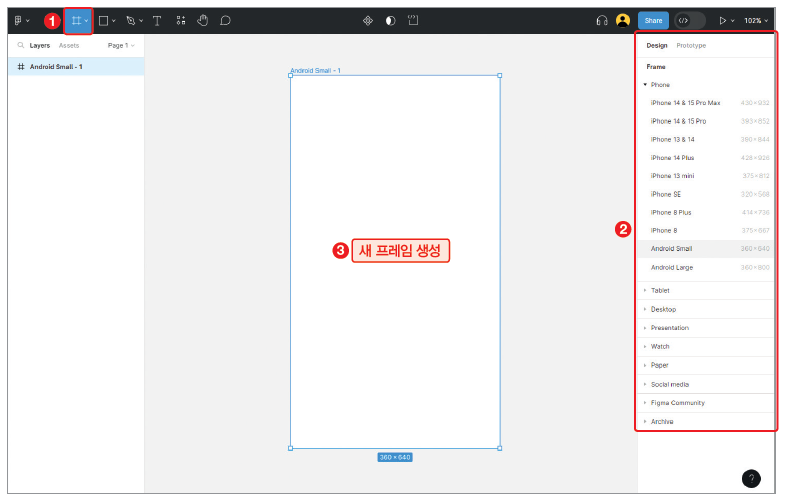 1
Share
102%
Layers
Assets
Page 1
Android Small - 1
Android Small - 1
3 새 프레임 생성
360 × 640
2
Design
Prototype
Frame
Phone
iPhone 14 & 15 Pro Max 430×932
iPhone 14 & 15 Pro 393×852
iPhone 13 & 14 390×844
iPhone 14 Plus 428×926
iPhone 13 mini 375×812
iPhone SE 320×568
iPhone 8 Plus 414×736
iPhone 8 375×667
Android Small 360×640
Android Large 360×800
Tablet
Desktop
Presentation
Watch
Paper
Social media
Figma Community
Archive
?